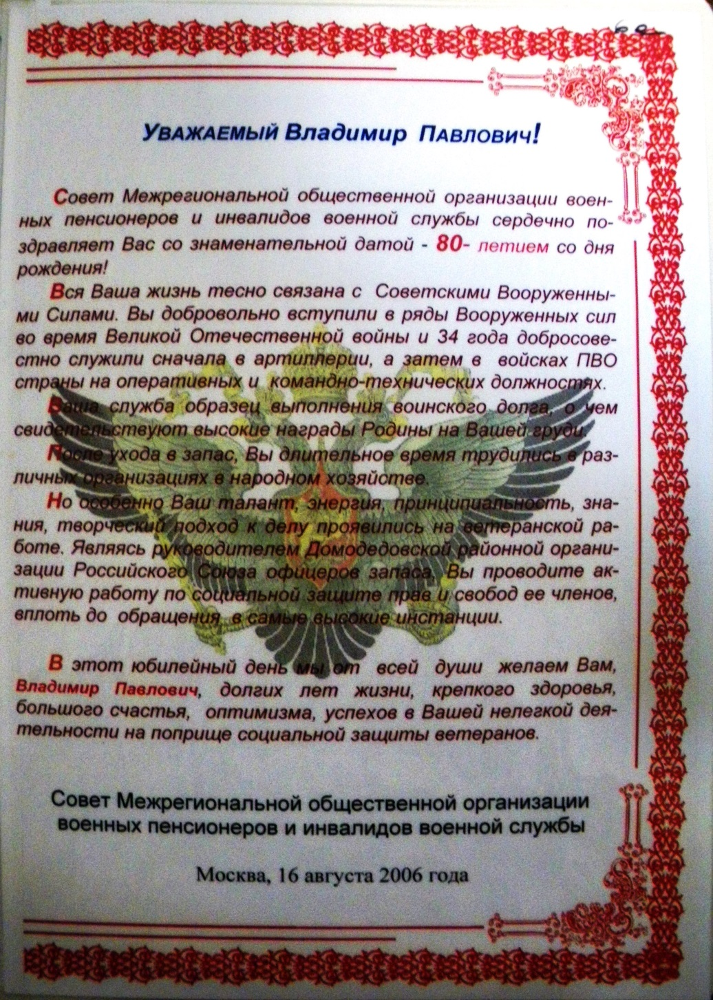 Уважаемый Владимир Павлович!
Совет Межрегиональной общественной организации воен-
ных пенсионеров и инвалидов военной службы сердечно по-
здравляет Вас со знаменательной датой - 80- летием со дня
рождения!
Вся Ваша жизнь тесно связана с Советскими Вооруженны-
ми Силами. Вы добровольно вступили в ряды Вооруженных сил
во время Великой Отечественной войны и 34 года добросове-
стно служили сначала в артиллерии, а затем в войсках ПВО
страны на оперативных и командно-технических должностях.
Ваша служба образец выполнения воинского долга, о чем
свидетельствуют высокие награды Родины на Вашей груди.
После ухода в запас, Вы длительное время трудились в раз-
личных организациях в народном хозяйстве.
Но особенно Ваш талант, энергия, принципиальность, зна-
ния, творческий подход к делу проявились на ветеранской ра-
боте. Являясь руководителем Домодедовской районной органи-
зации Российского Союза офицеров запаса, Вы проводите ак-
тивную работу по социальной защите прав и свобод ее членов,
вплоть до обращения в самые высокие инстанции.
В этот юбилейный день мы от всей души желаем Вам,
Владимир Павлович, долгих лет жизни, крепкого здоровья,
большого счастья, оптимизма, успехов в Вашей нелегкой дея-
тельности на поприще социальной защиты ветеранов.
Совет Межрегиональной общественной организации
военных пенсионеров и инвалидов военной службы
Москва, 16 августа 2006 года